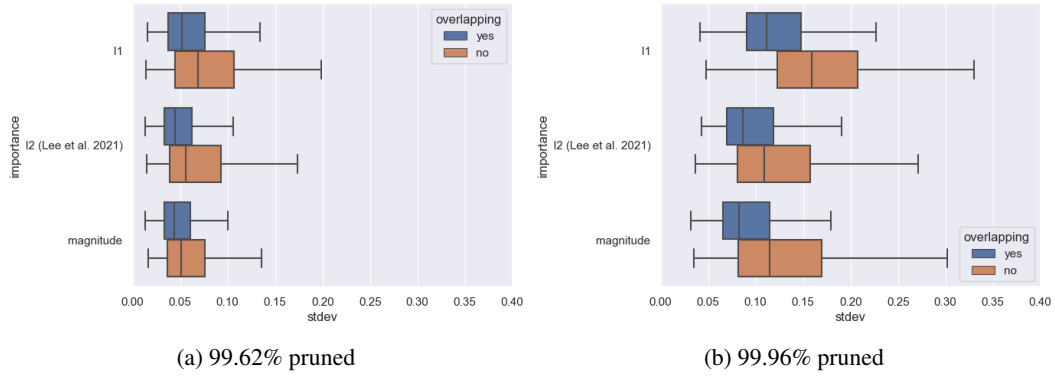 overlapping
yes
no
l1
l2 (Lee et al. 2021)
magnitude
importance
0.00 0.05 0.10 0.15 0.20 0.25 0.30 0.35 0.40
stdev
(a) 99.62% pruned
l1
l2 (Lee et al. 2021)
magnitude
importance
overlapping
yes
no
0.00 0.05 0.10 0.15 0.20 0.25 0.30 0.35 0.40
stdev
(b) 99.96% pruned